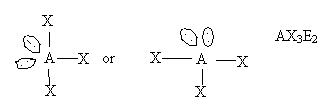 X
A—X or X—A—X AX₃E₂
X X